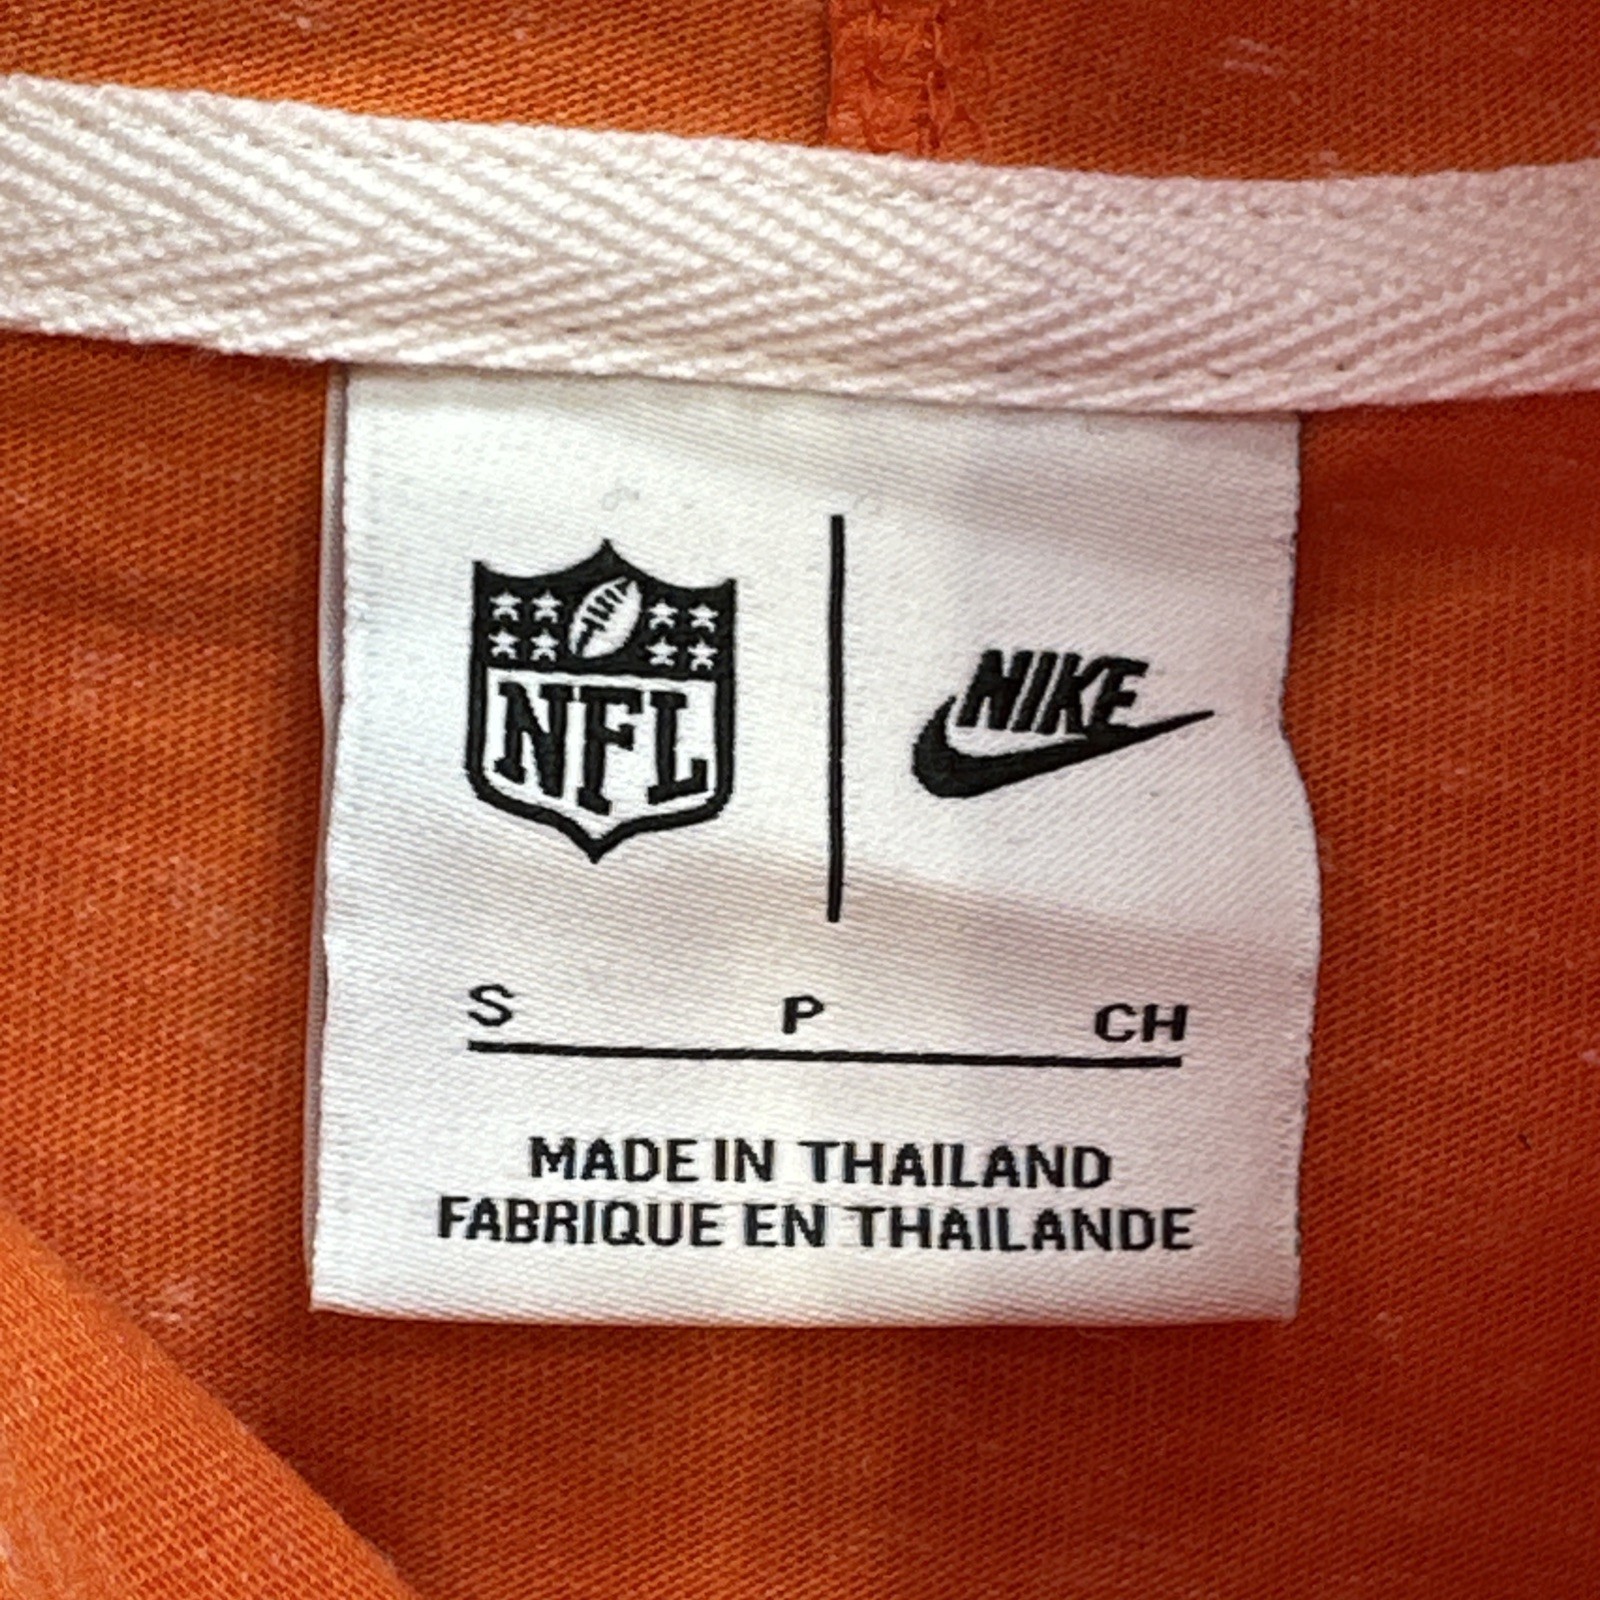 NFL
NIKE
S P CH
MADE IN THAILAND
FABRIQUE EN THAILANDE